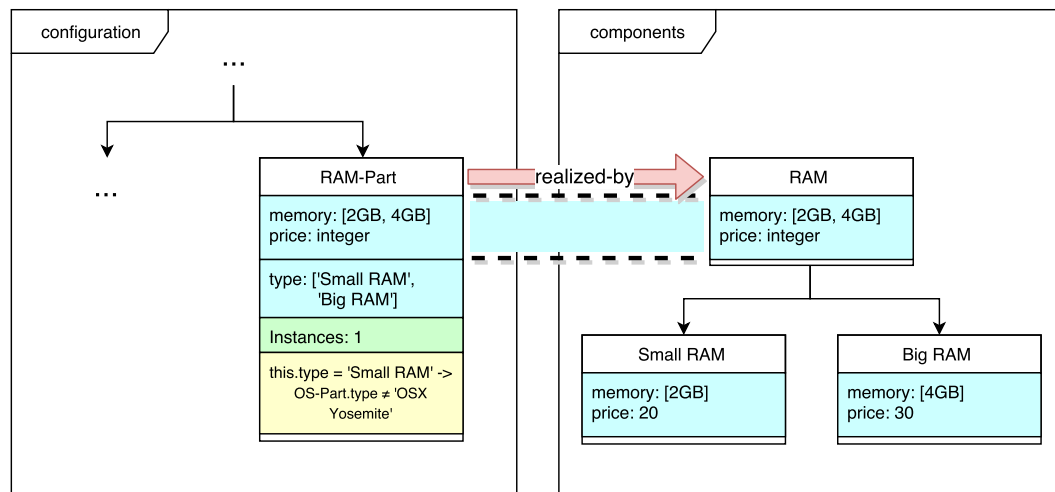 configuration
...
...
RAM-Part
memory: [2GB, 4GB]
price: integer
type: ['Small RAM',
'Big RAM']
Instances: 1
this.type = 'Small RAM' ->
OS-Part.type ≠ 'OSX
Yosemite'
realized-by
components
RAM
memory: [2GB, 4GB]
price: integer
Small RAM
memory: [2GB]
price: 20
Big RAM
memory: [4GB]
price: 30